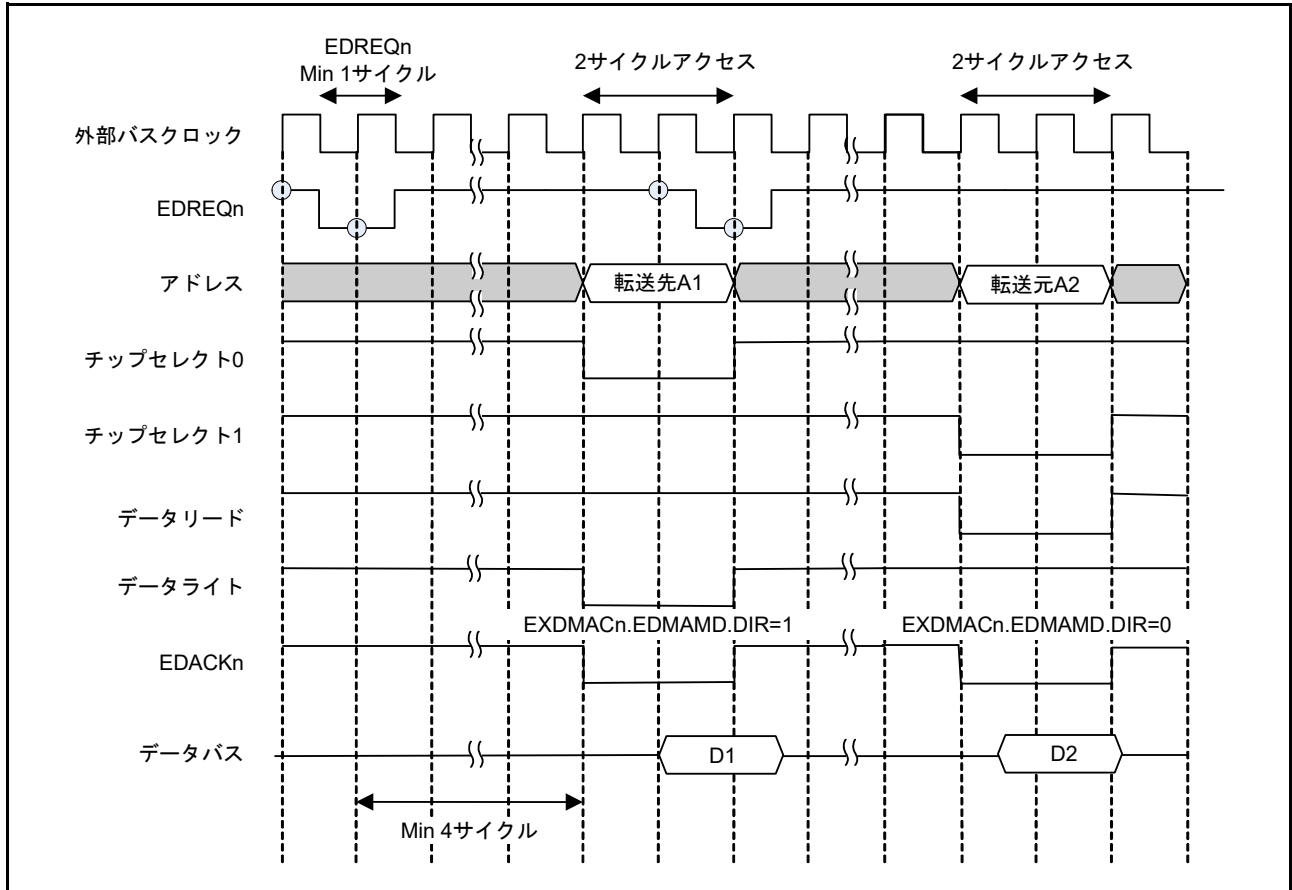 EDREQn
Min 1サイクル
2サイクルアクセス
2サイクルアクセス
外部バスクロック
EDREQn
アドレス
転送先A1
転送元A2
チップセレクト0
チップセレクト1
データリード
データライト
EXDMACn.EDMAMD.DIR=1
EXDMACn.EDMAMD.DIR=0
EDACKn
データバス
D1
D2
Min 4サイクル